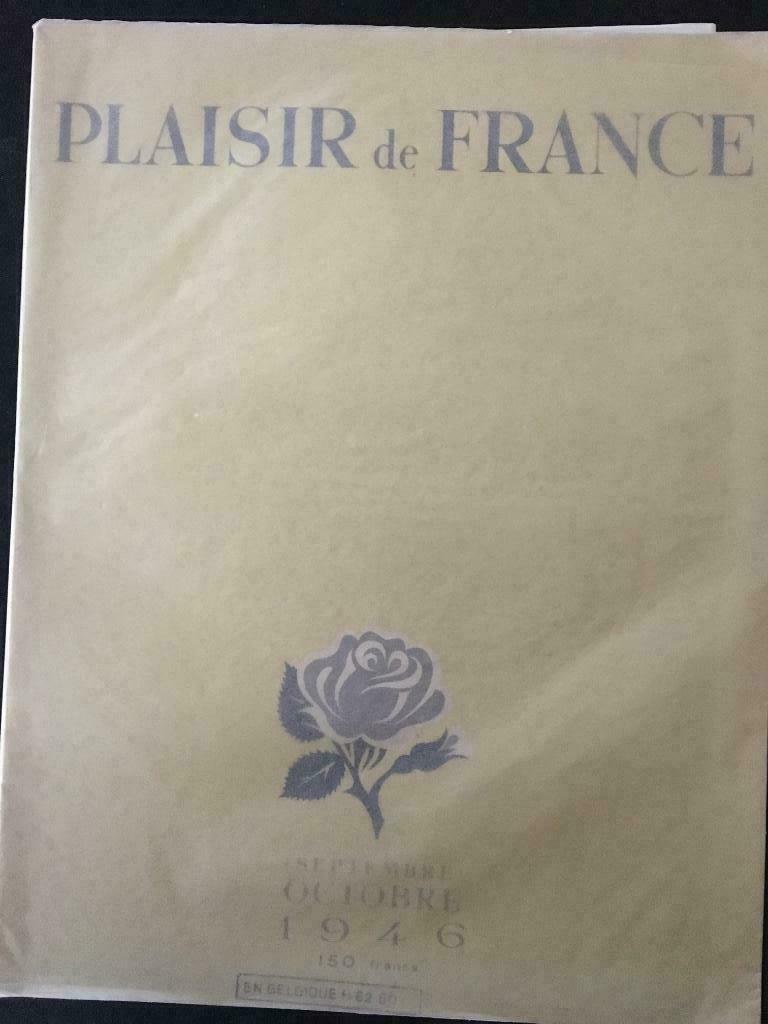 PLAISIR de FRANCE
SEPTEMBRE
OCTOBRE
1946
150 francs
EN BELGIQUE